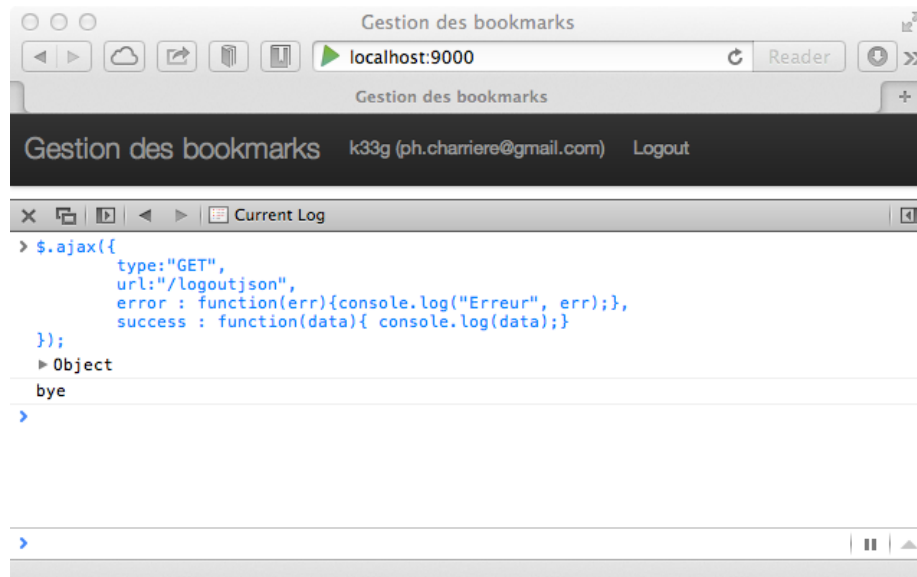 Gestion des bookmarks
localhost:9000 Reader
Gestion des bookmarks
Gestion des bookmarks k33g (ph.charriere@gmail.com) Logout
Current Log
> $.ajax({
type:"GET",
url:"/logoutjson",
error : function(err){console.log("Erreur", err);},
success : function(data){ console.log(data);}
});
Object
bye